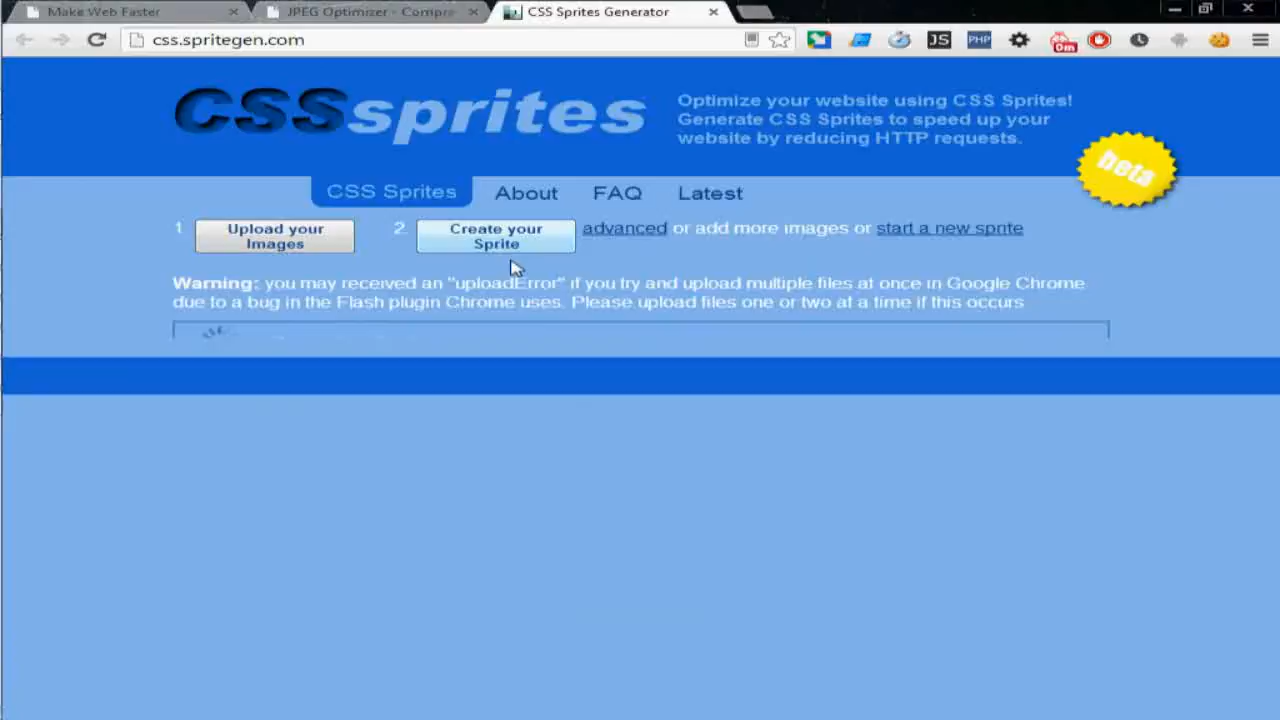 Make Web Faster
JPEG Optimizer - Compre
CSS Sprites Generator
css.spritegen.com
JS
PHP
0m
CSSsprites
Optimize your website using CSS Sprites!
Generate CSS Sprites to speed up your
website by reducing HTTP requests.
beta
CSS Sprites
About
FAQ
Latest
1. Upload your
Images
2. Create your
Sprite
advanced or add more images or start a new sprite
Warning: you may received an "uploadError" if you try and upload multiple files at once in Google Chrome
due to a bug in the Flash plugin Chrome uses. Please upload files one or two at a time if this occurs